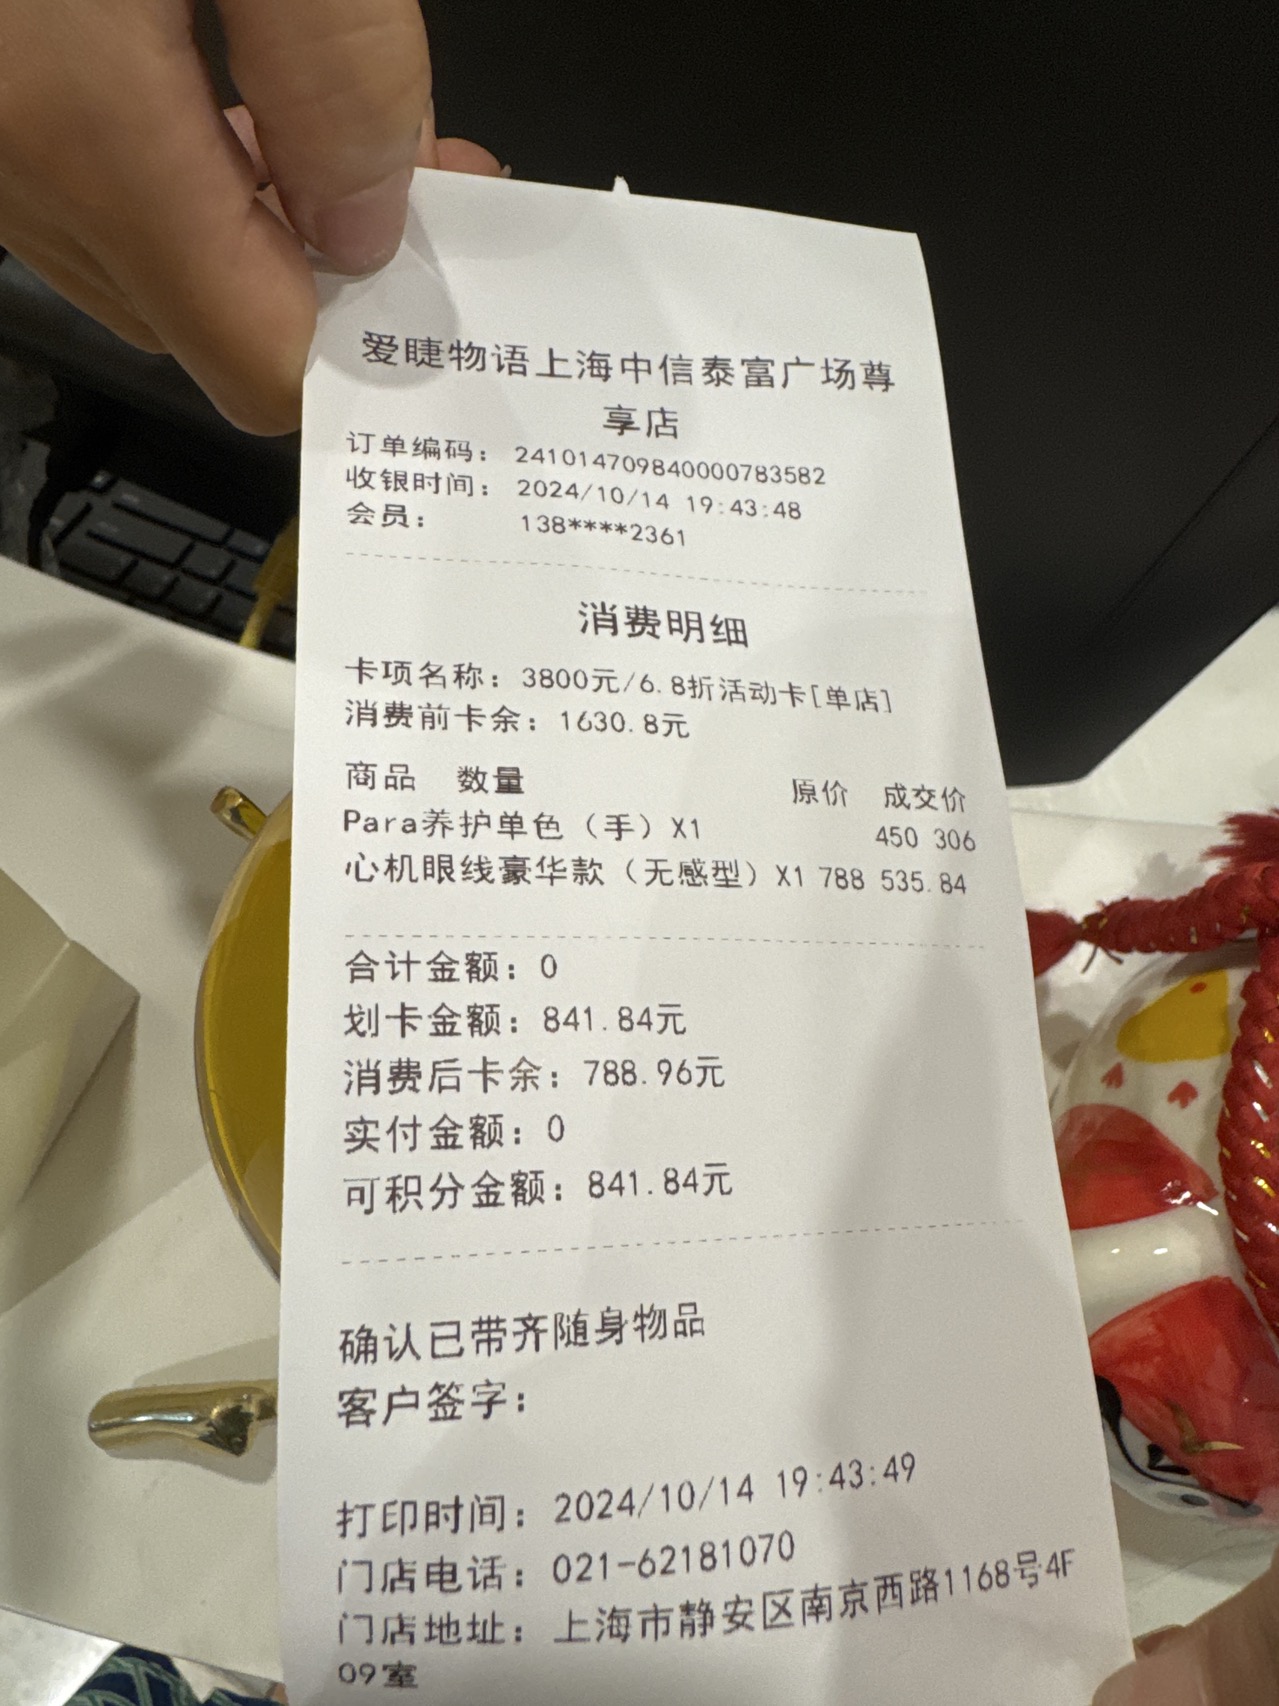 爱睫物语上海中信泰富广场尊
享店
订单编码：241014709840000783582
收银时间：2024/10/14 19:43:48
会员：138****2361
消费明细
卡项名称：3800元/6.8折活动卡[单店]
消费前卡余：1630.8元
商品 数量 原价 成交价
Para养护单色（手）X1 450 306
心机眼线豪华款（无感型）X1 788 535.84
合计金额：0
划卡金额：841.84元
消费后卡余：788.96元
实付金额：0
可积分金额：841.84元
确认已带齐随身物品
客户签字：
打印时间：2024/10/14 19:43:49
门店电话：021-62181070
门店地址：上海市静安区南京西路1168号4F
09室